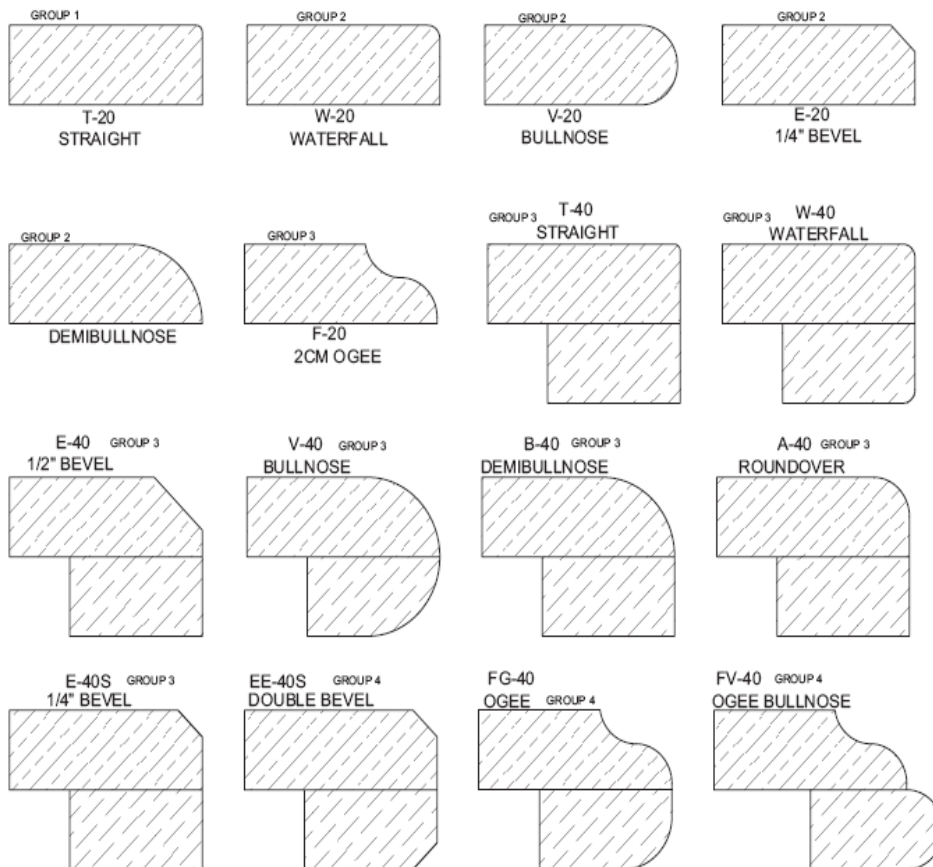 GROUP 1
T-20
STRAIGHT
GROUP 2
W-20
WATERFALL
GROUP 2
V-20
BULLNOSE
GROUP 2
E-20
1/4" BEVEL
GROUP 2
DEMIBULLNOSE
GROUP 3
F-20
2CM OGEE
GROUP 3 T-40
STRAIGHT
GROUP 3 W-40
WATERFALL
E-40 GROUP 3
1/2" BEVEL
V-40 GROUP 3
BULLNOSE
B-40 GROUP 3
DEMIBULLNOSE
A-40 GROUP 3
ROUNDOVER
E-40S GROUP 3
1/4" BEVEL
EE-40S GROUP 4
DOUBLE BEVEL
FG-40
OGEE GROUP 4
FV-40 GROUP 4
OGEE BULLNOSE